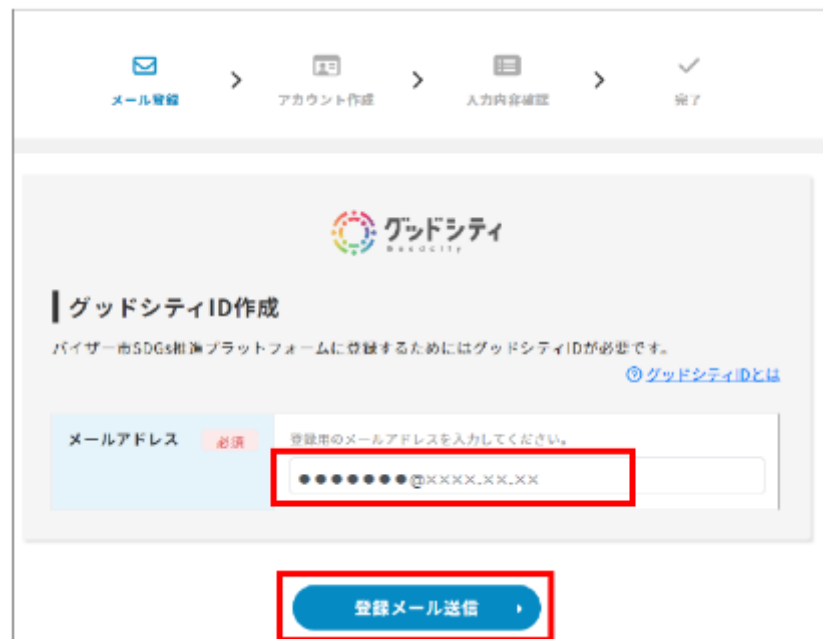 メール登録
アカウント作成
入力内容確認
完了
グッドシティ
Goodcity
グッドシティID作成
バイザー市SDGs推進プラットフォームに登録するためにはグッドシティIDが必要です。
グッドシティIDとは
メールアドレス 必須 登録用のメールアドレスを入力してください。
●●●●●●●@××××.××.××
登録メール送信